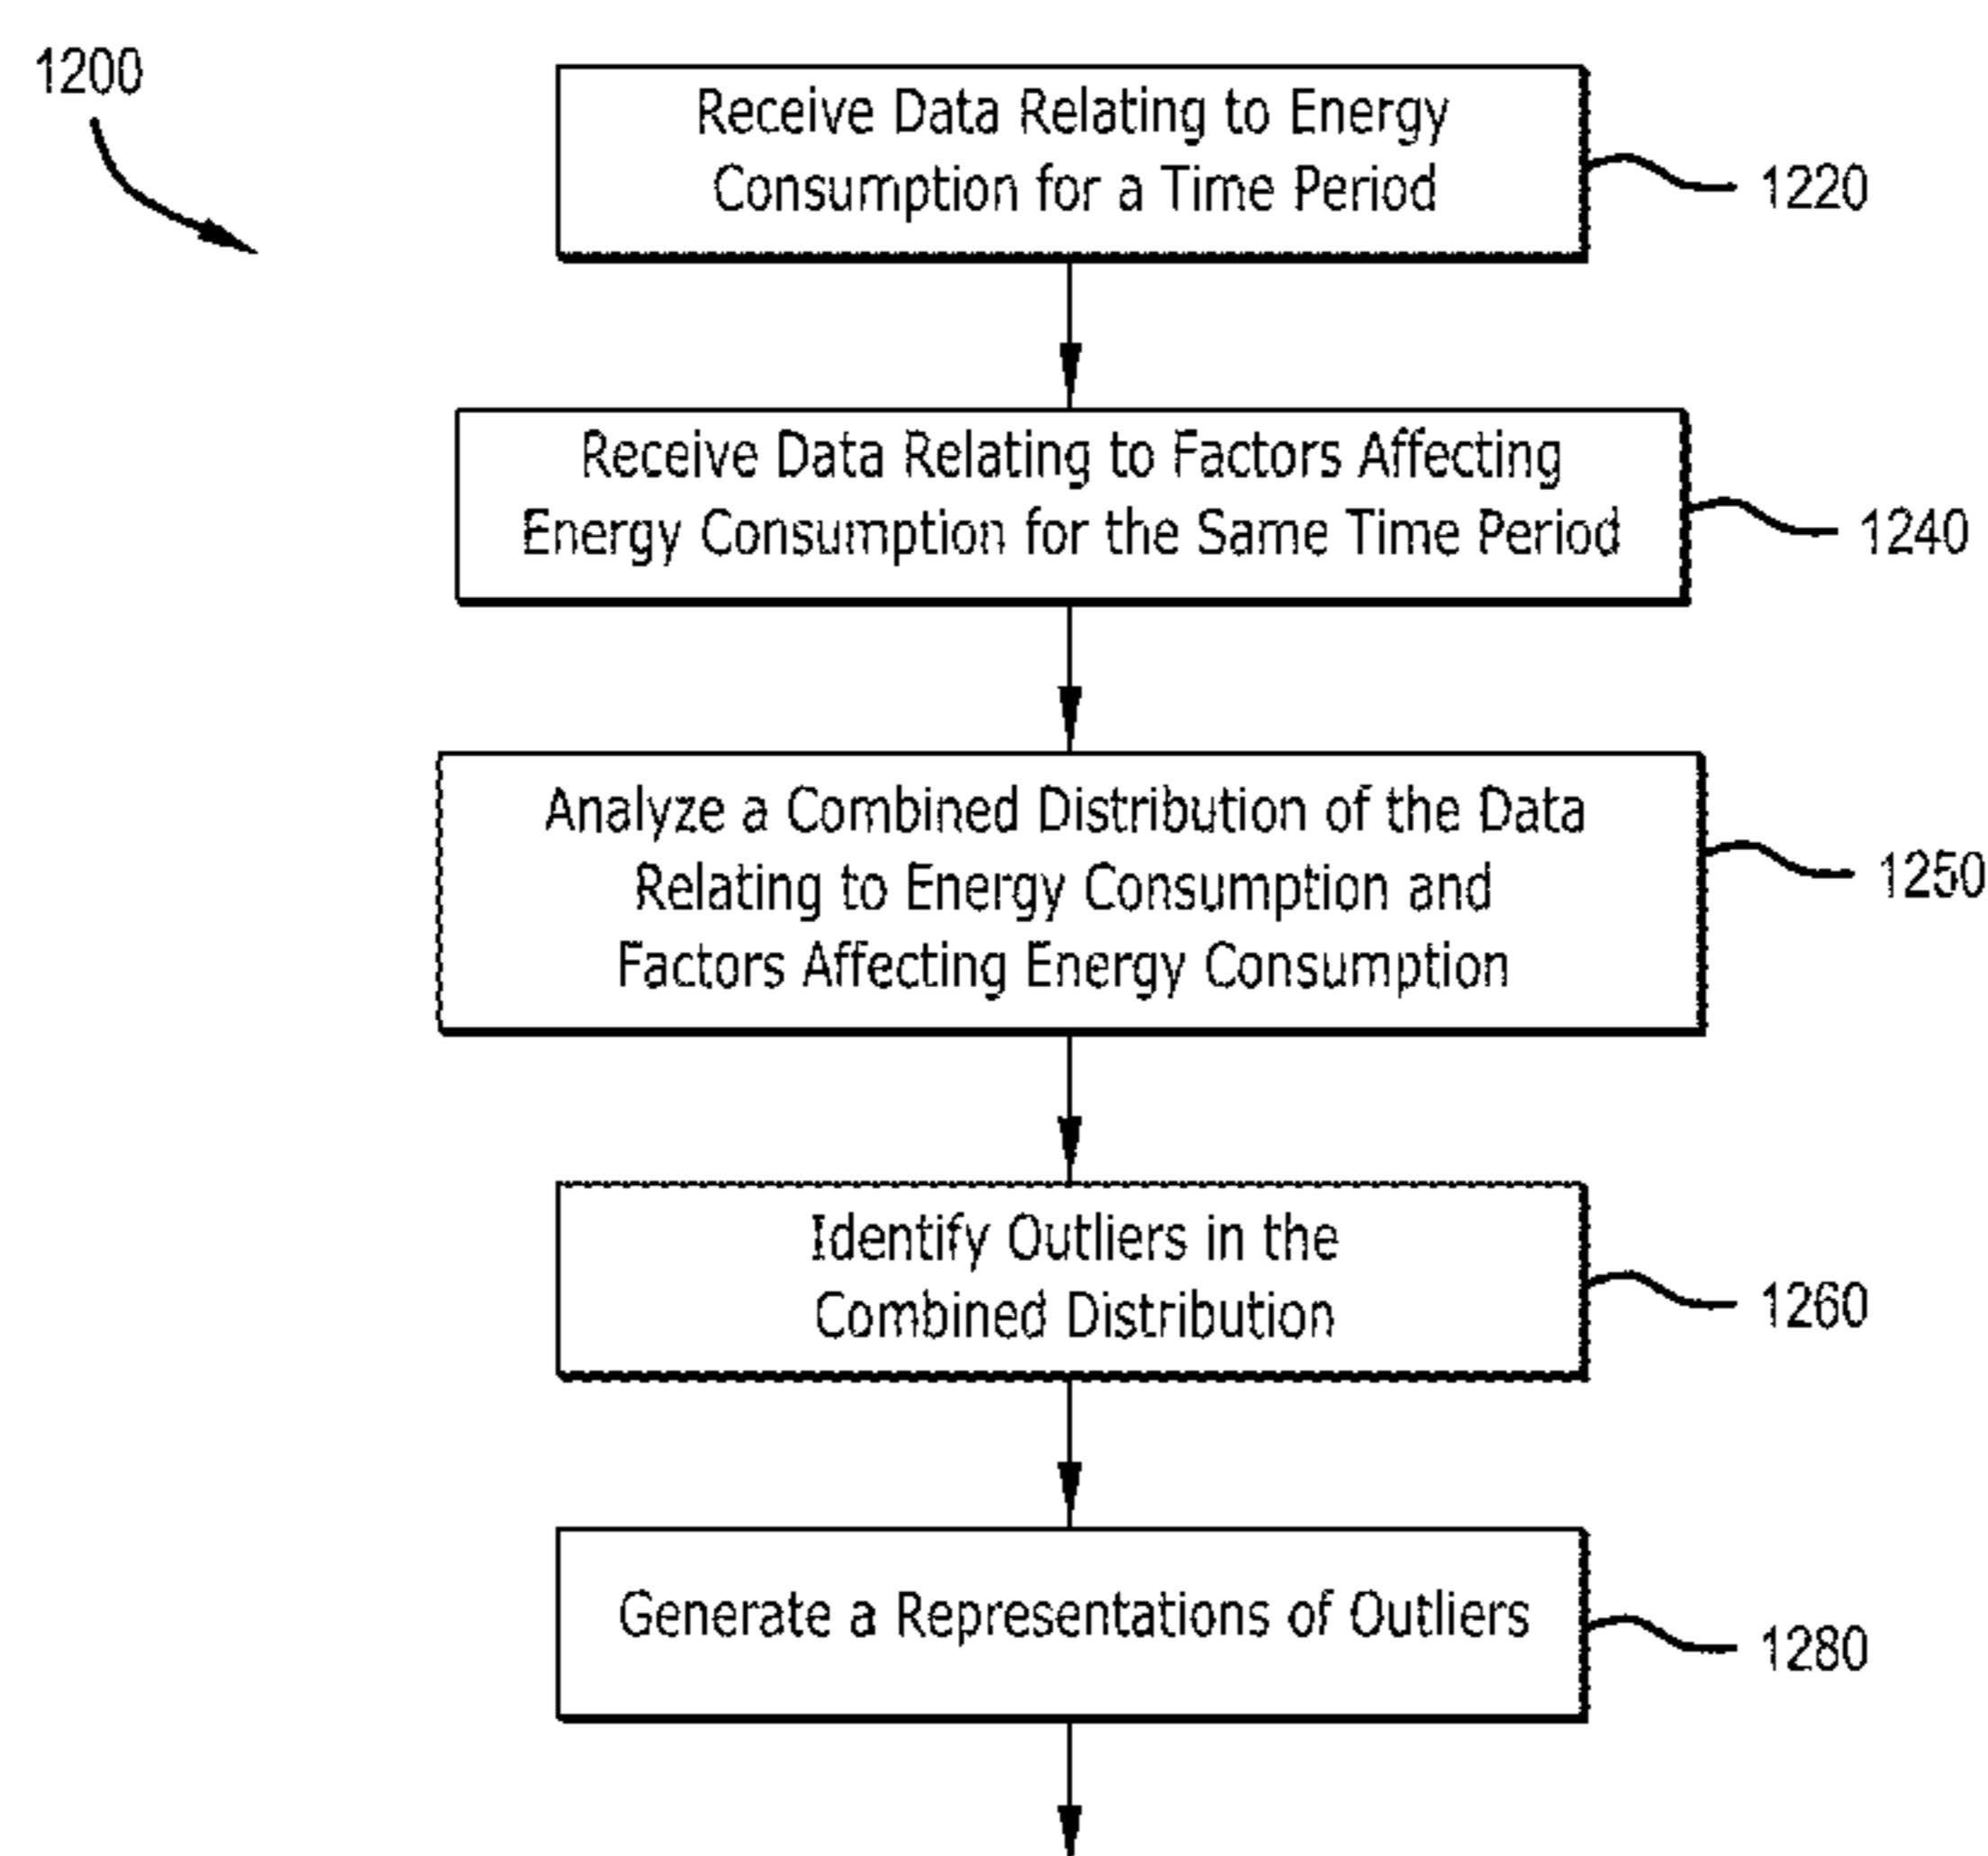 1200
Receive Data Relating to Energy
Consumption for a Time Period
1220
Receive Data Relating to Factors Affecting
Energy Consumption for the Same Time Period
1240
Analyze a Combined Distribution of the Data
Relating to Energy Consumption and
Factors Affecting Energy Consumption
1250
Identify Outliers in the
Combined Distribution
1260
Generate a Representations of Outliers
1280